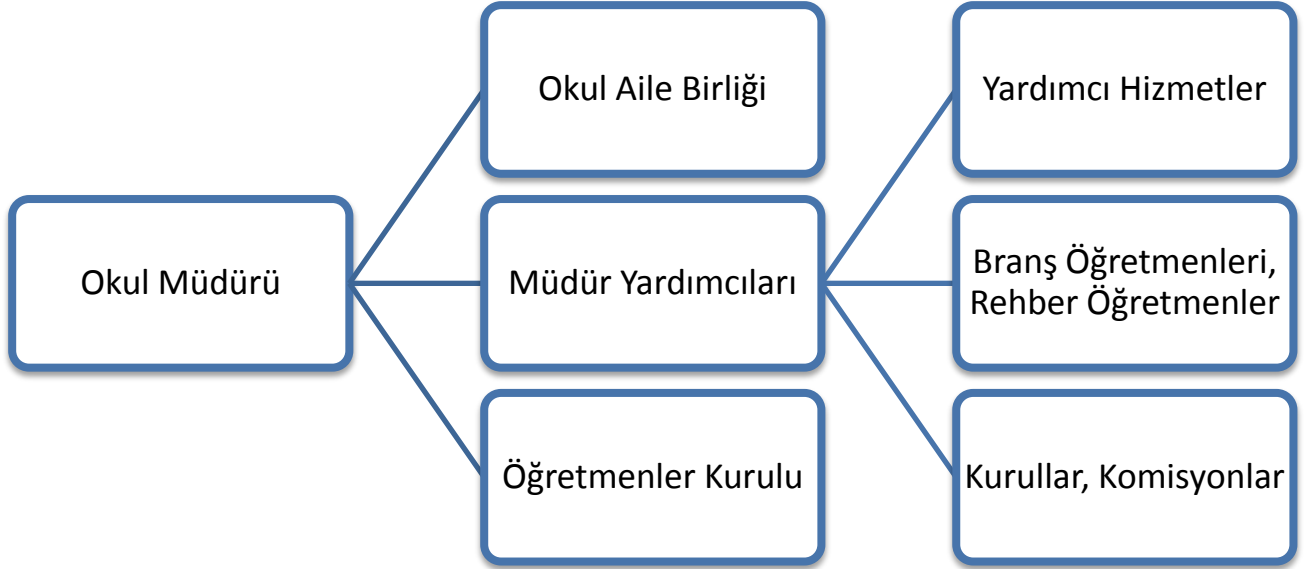 Okul Müdürü
Okul Aile Birliği
Müdür Yardımcıları
Öğretmenler Kurulu
Yardımcı Hizmetler
Branş Öğretmenleri,
Rehber Öğretmenler
Kurullar, Komisyonlar